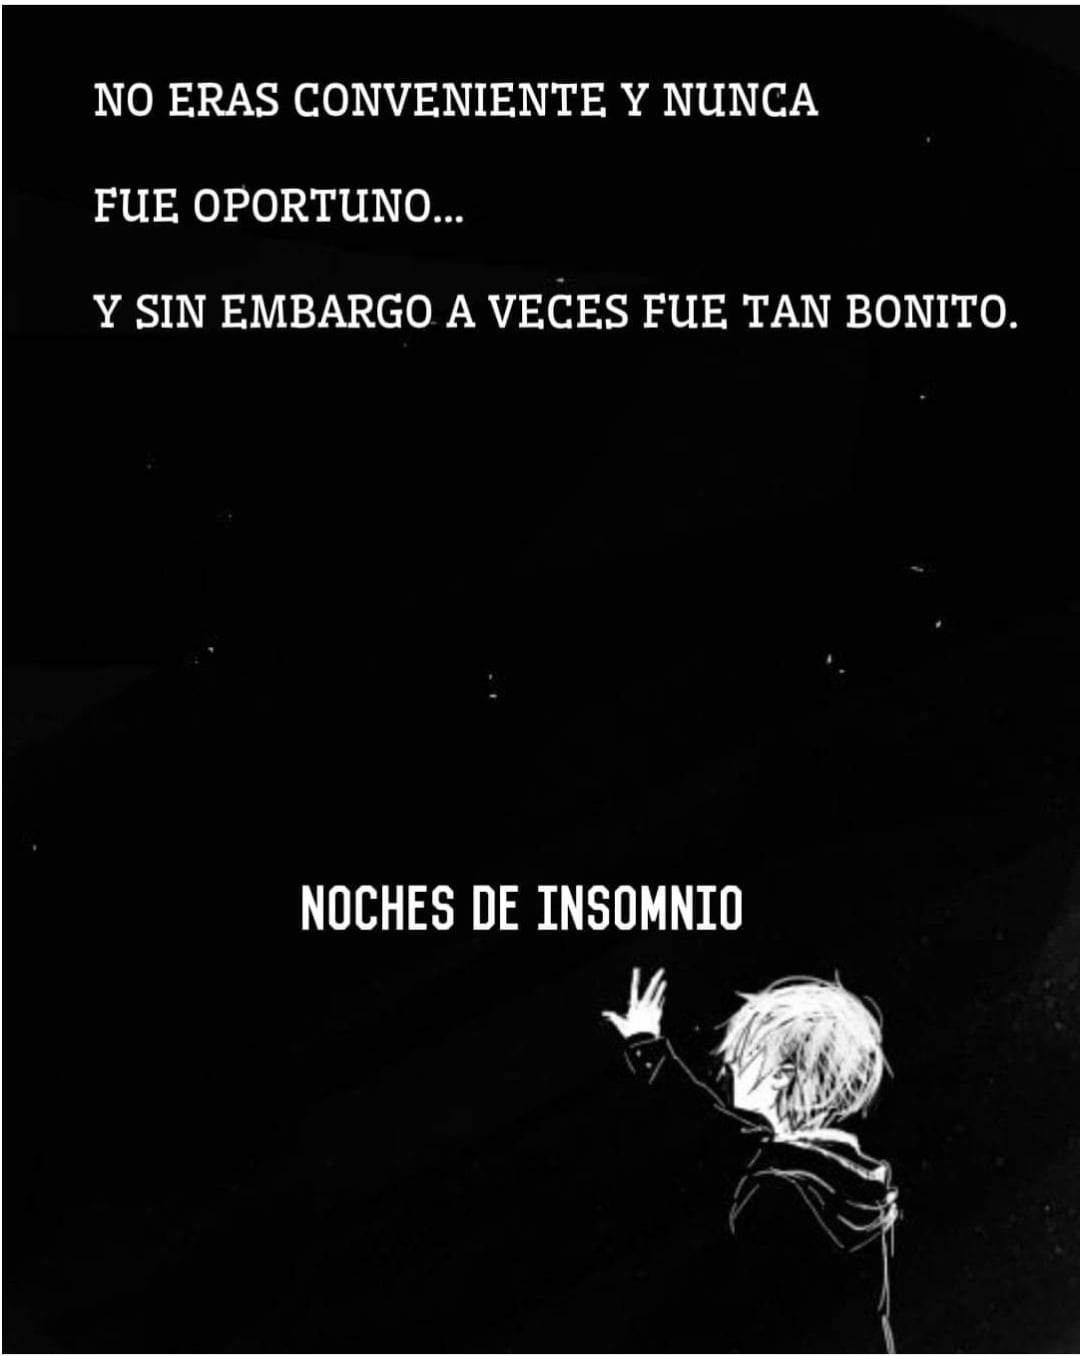 NO ERAS CONVENIENTE Y NUNCA
FUE OPORTUNO...
Y SIN EMBARGO A VECES FUE TAN BONITO.
NOCHES DE INSOMNIO